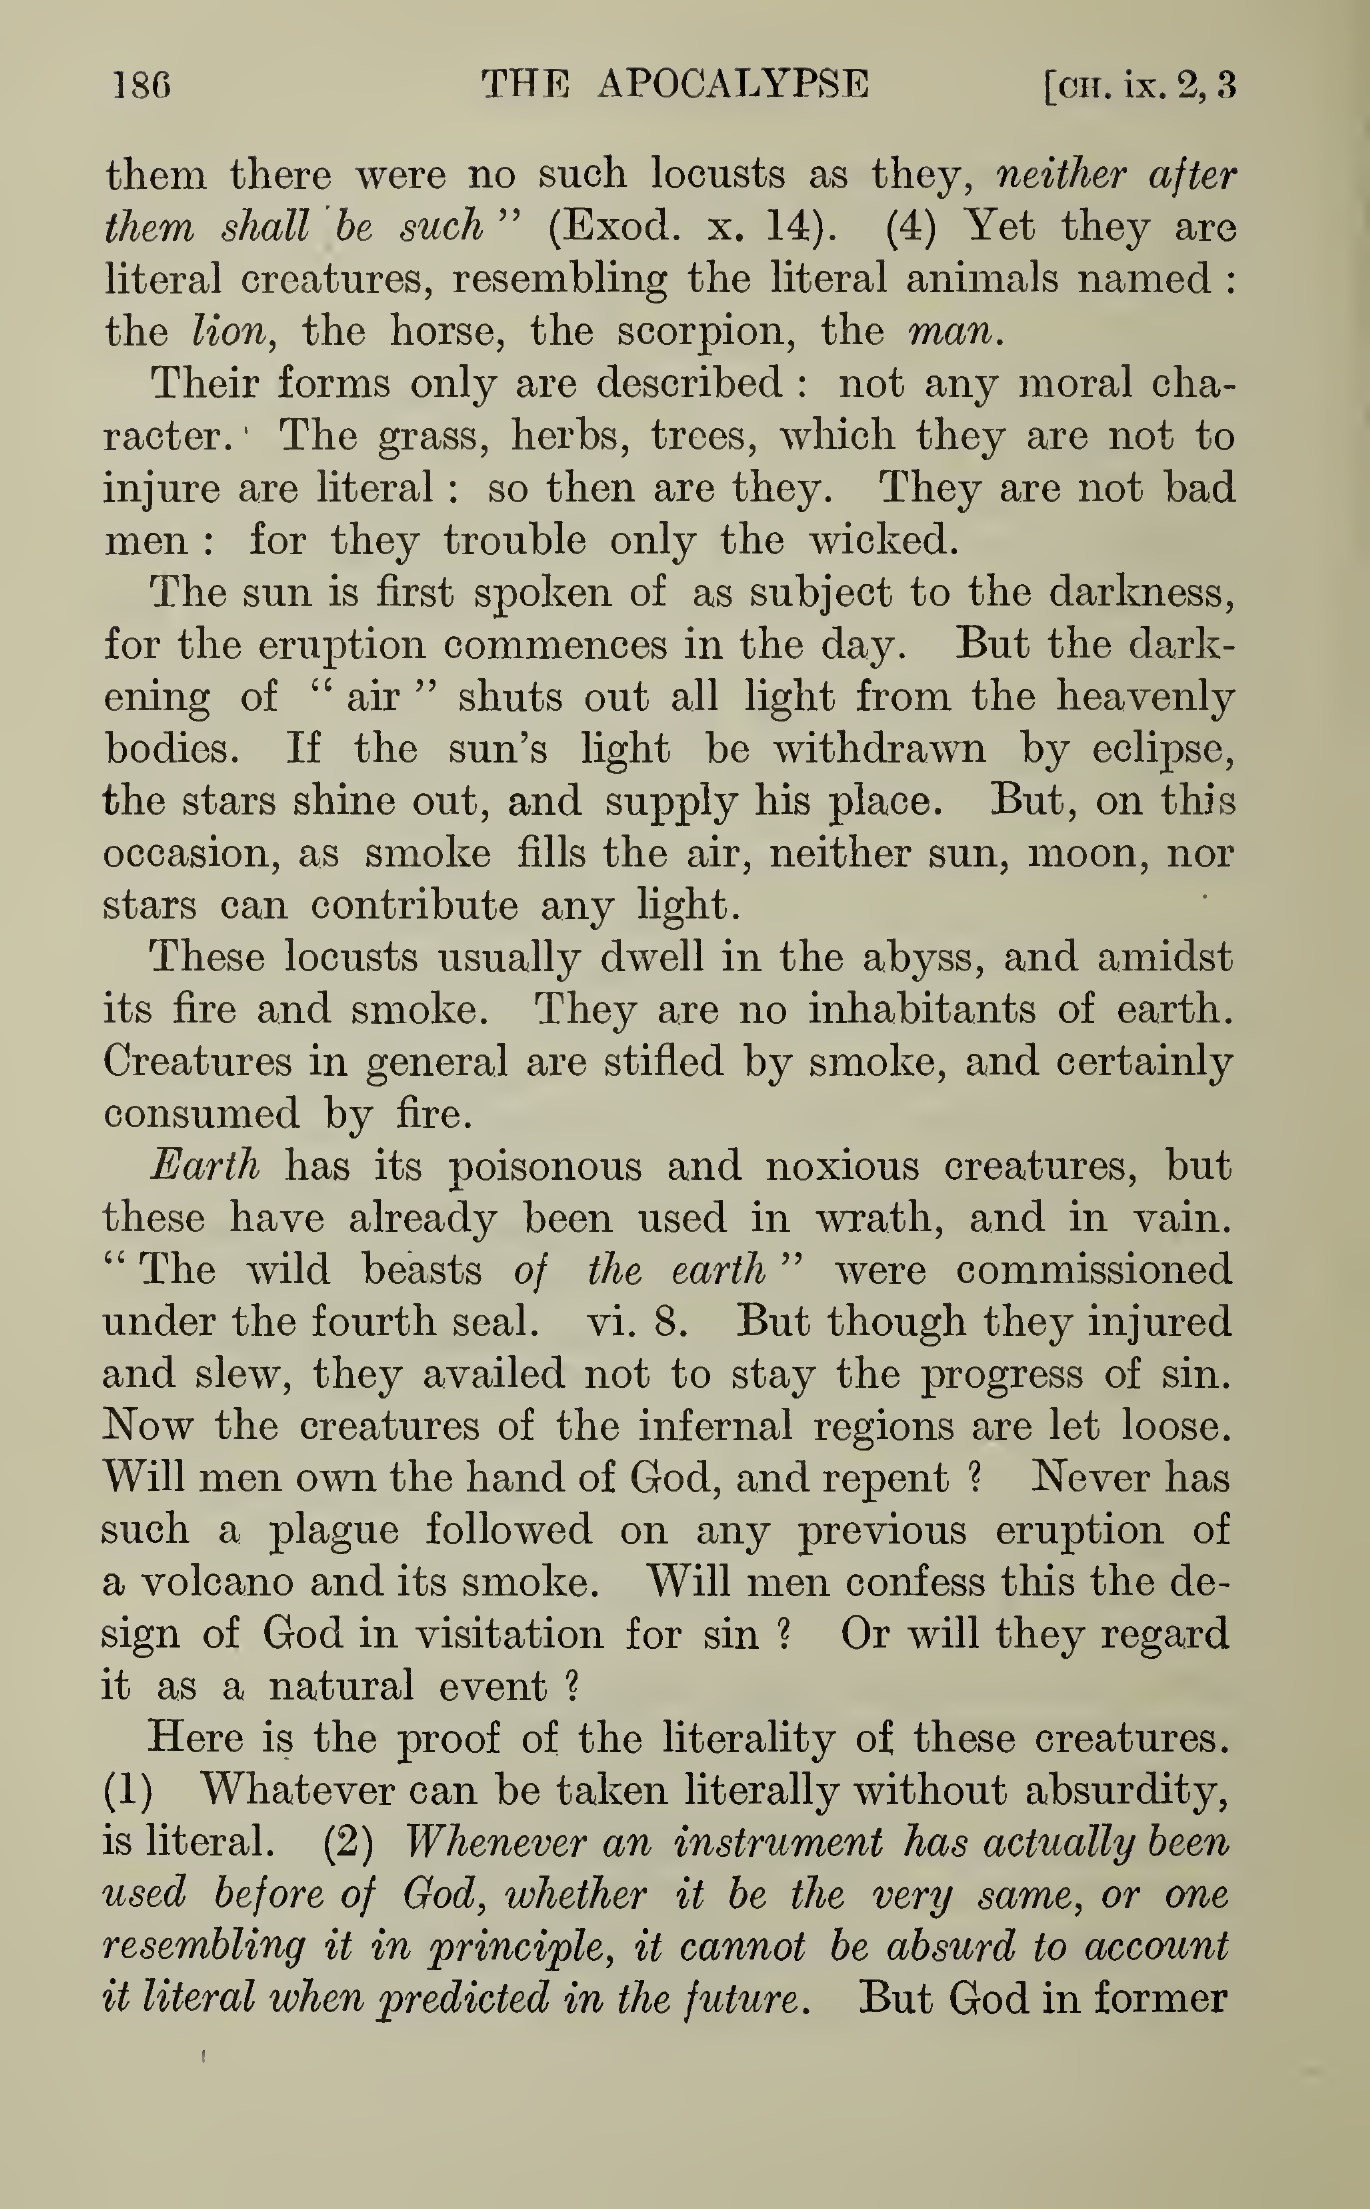 186 THE APOCALYPSE [CH. ix. 2, 3
them there were no such locusts as they, neither after
them shall be such " (Exod. x. 14). (4) Yet they are
literal creatures, resembling the literal animals named :
the lion, the horse, the scorpion, the man.
Their forms only are described : not any moral cha-
racter. The grass, herbs, trees, which they are not to
injure are literal : so then are they. They are not bad
men : for they trouble only the wicked.
The sun is first spoken of as subject to the darkness,
for the eruption commences in the day. But the dark-
ening of " air " shuts out all light from the heavenly
bodies. If the sun's light be withdrawn by eclipse,
the stars shine out, and supply his place. But, on this
occasion, as smoke fills the air, neither sun, moon, nor
stars can contribute any light.
These locusts usually dwell in the abyss, and amidst
its fire and smoke. They are no inhabitants of earth.
Creatures in general are stifled by smoke, and certainly
consumed by fire.
Earth has its poisonous and noxious creatures, but
these have already been used in wrath, and in vain.
" The wild beasts of the earth " were commissioned
under the fourth seal. vi. 8. But though they injured
and slew, they availed not to stay the progress of sin.
Now the creatures of the infernal regions are let loose.
Will men own the hand of God, and repent ? Never has
such a plague followed on any previous eruption of
a volcano and its smoke. Will men confess this the de-
sign of God in visitation for sin ? Or will they regard
it as a natural event ?
Here is the proof of the literality of these creatures.
(1) Whatever can be taken literally without absurdity,
is literal. (2) Whenever an instrument has actually been
used before of God, whether it be the very same, or one
resembling it in principle, it cannot be absurd to account
it literal when predicted in the future. But God in former